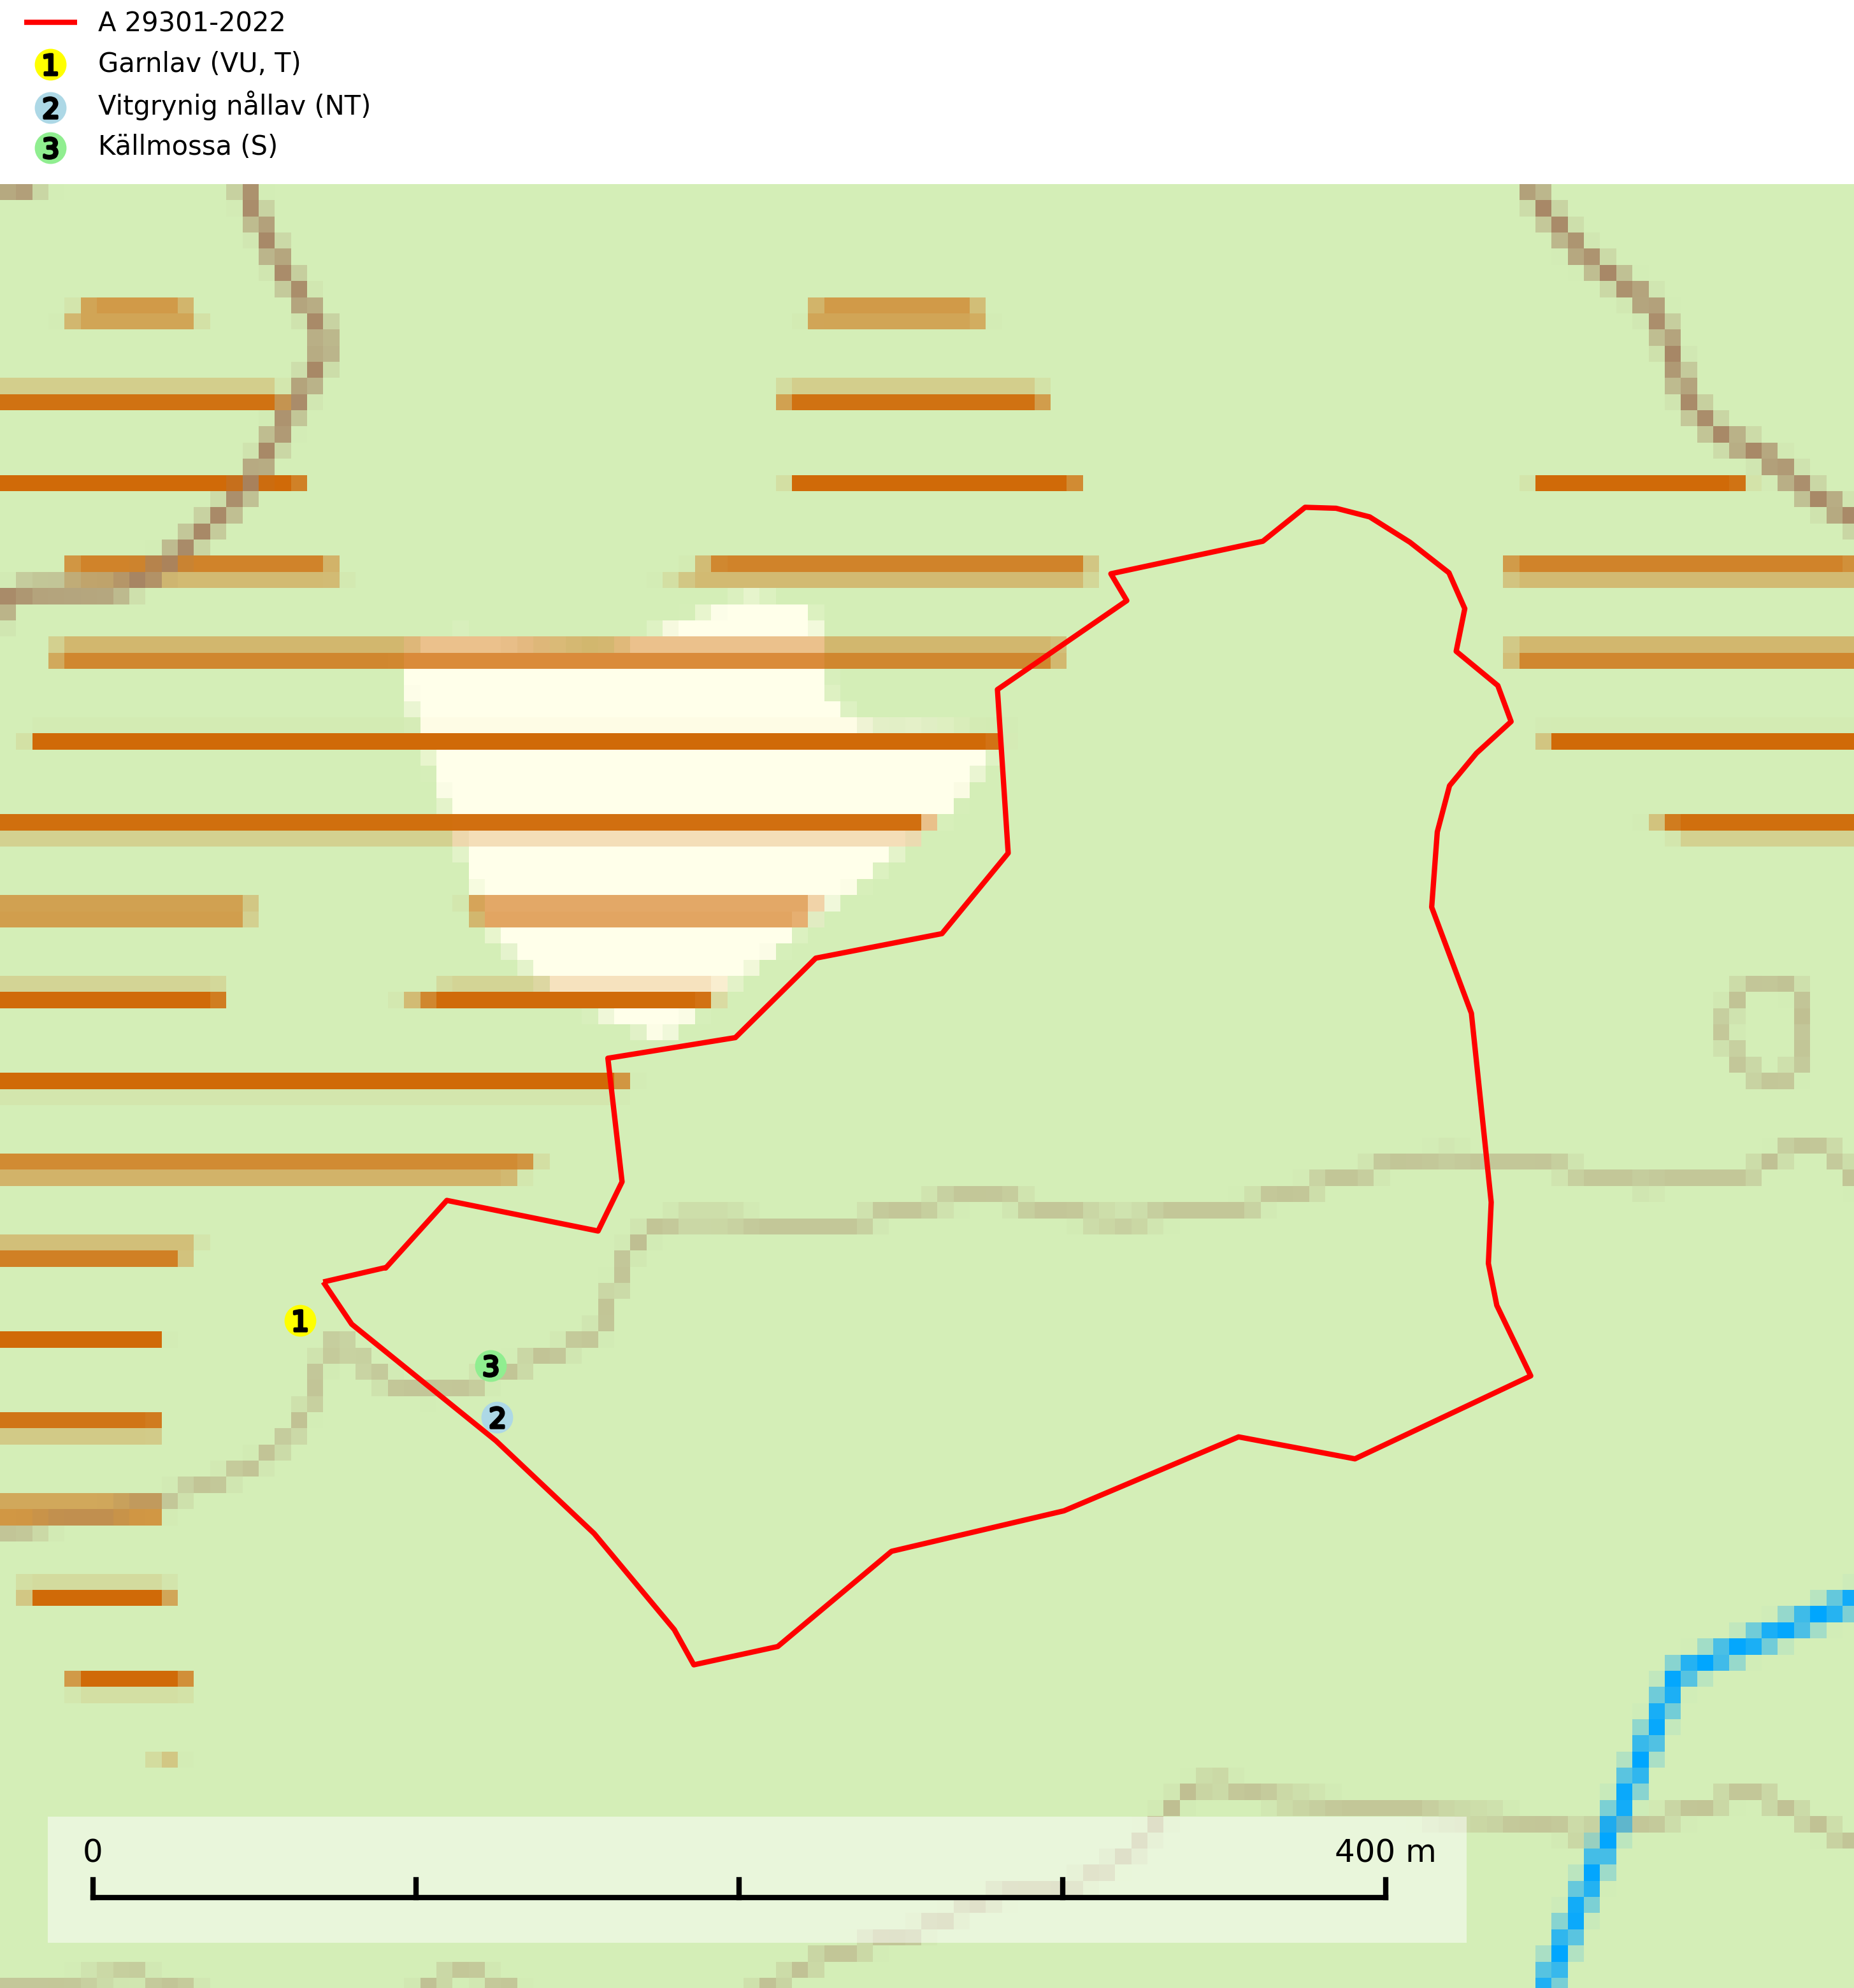 A 29301-2022
1 Garnlav (VU, T)
2 Vitgrynig nållav (NT)
3 Källmossa (S)
1
3
2
0 400 m